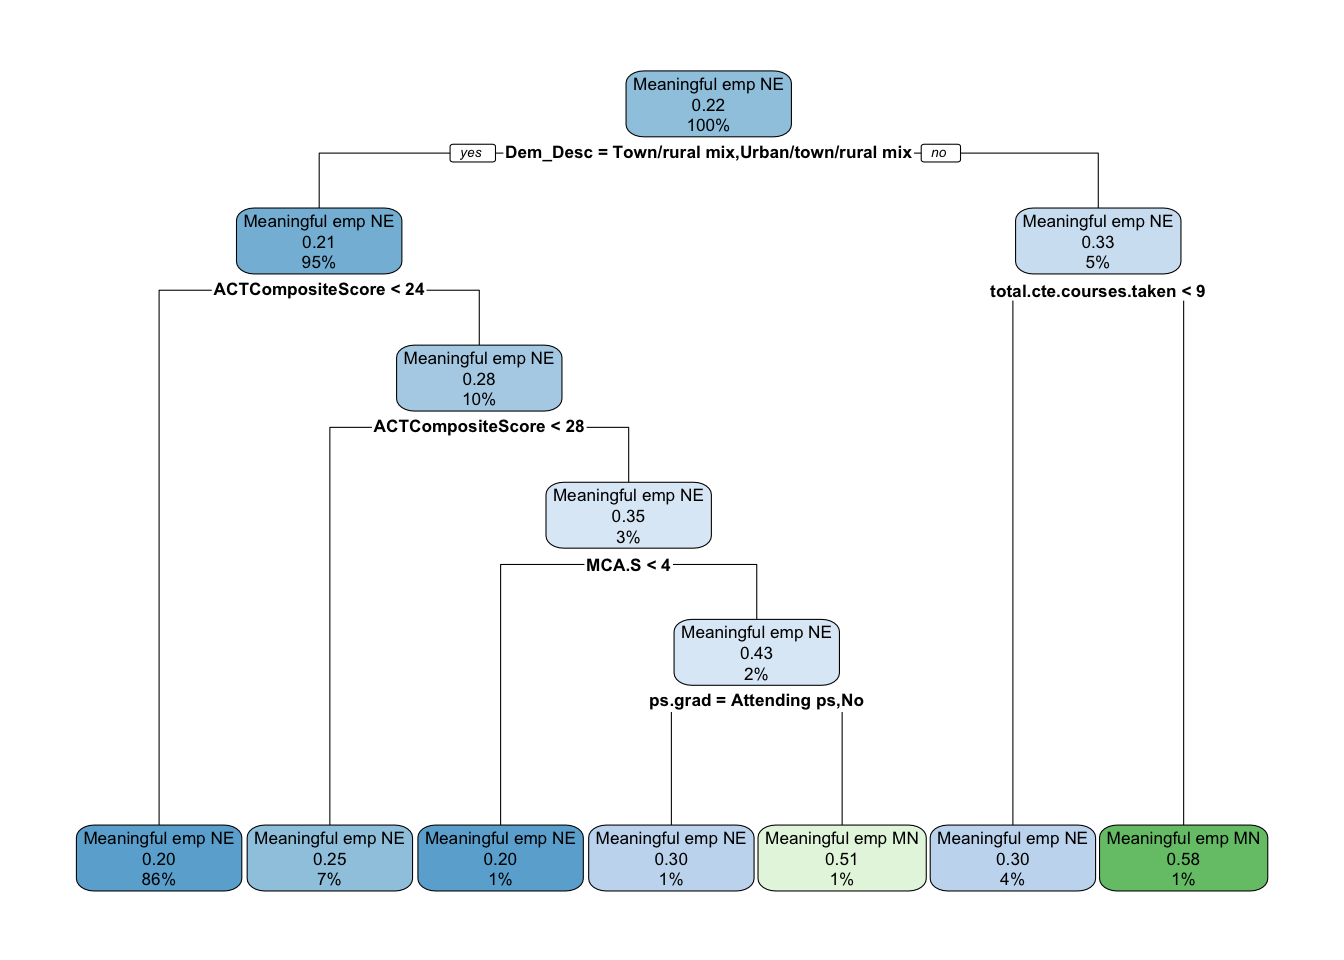 Meaningful emp NE
0.22
100%
yes
Dem_Desc = Town/rural mix,Urban/town/rural mix
no
Meaningful emp NE
0.21
95%
Meaningful emp NE
0.33
5%
ACTCompositeScore < 24
total.cte.courses.taken < 9
Meaningful emp NE
0.28
10%
ACTCompositeScore < 28
Meaningful emp NE
0.35
3%
MCA.S < 4
Meaningful emp NE
0.43
2%
ps.grad = Attending ps,No
Meaningful emp NE
0.20
86%
Meaningful emp NE
0.25
7%
Meaningful emp NE
0.20
1%
Meaningful emp NE
0.30
1%
Meaningful emp MN
0.51
1%
Meaningful emp NE
0.30
4%
Meaningful emp MN
0.58
1%